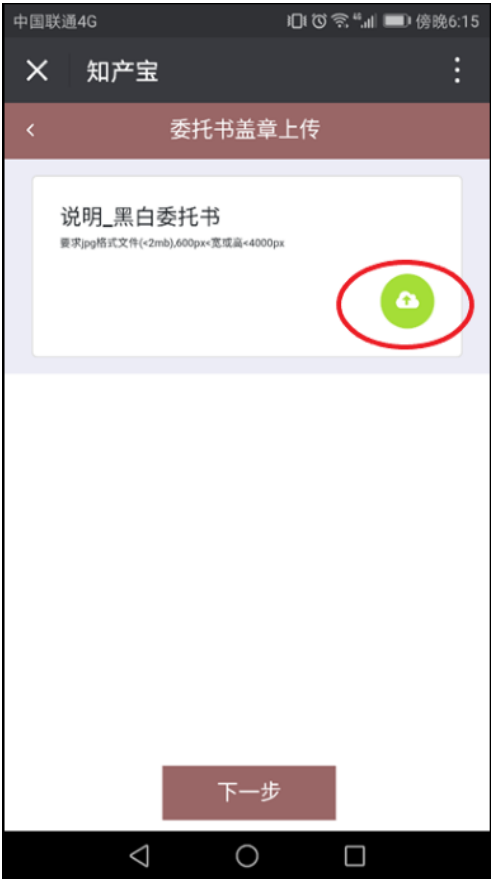 中国联通4G 傍晚6:15
知产宝
委托书盖章上传
说明_黑白委托书
要求jpg格式文件(<2mb),600px<宽或高<4000px
下一步